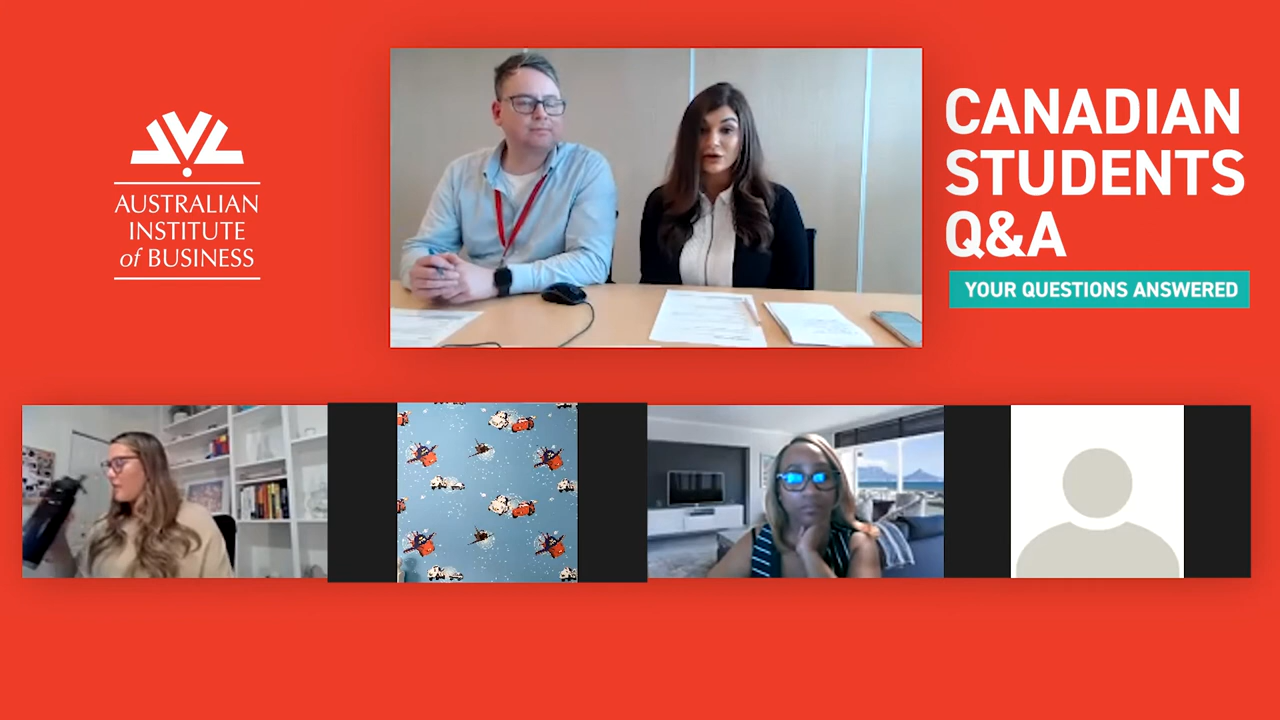 AUSTRALIAN
INSTITUTE
of BUSINESS
CANADIAN
STUDENTS
Q&A
YOUR QUESTIONS ANSWERED